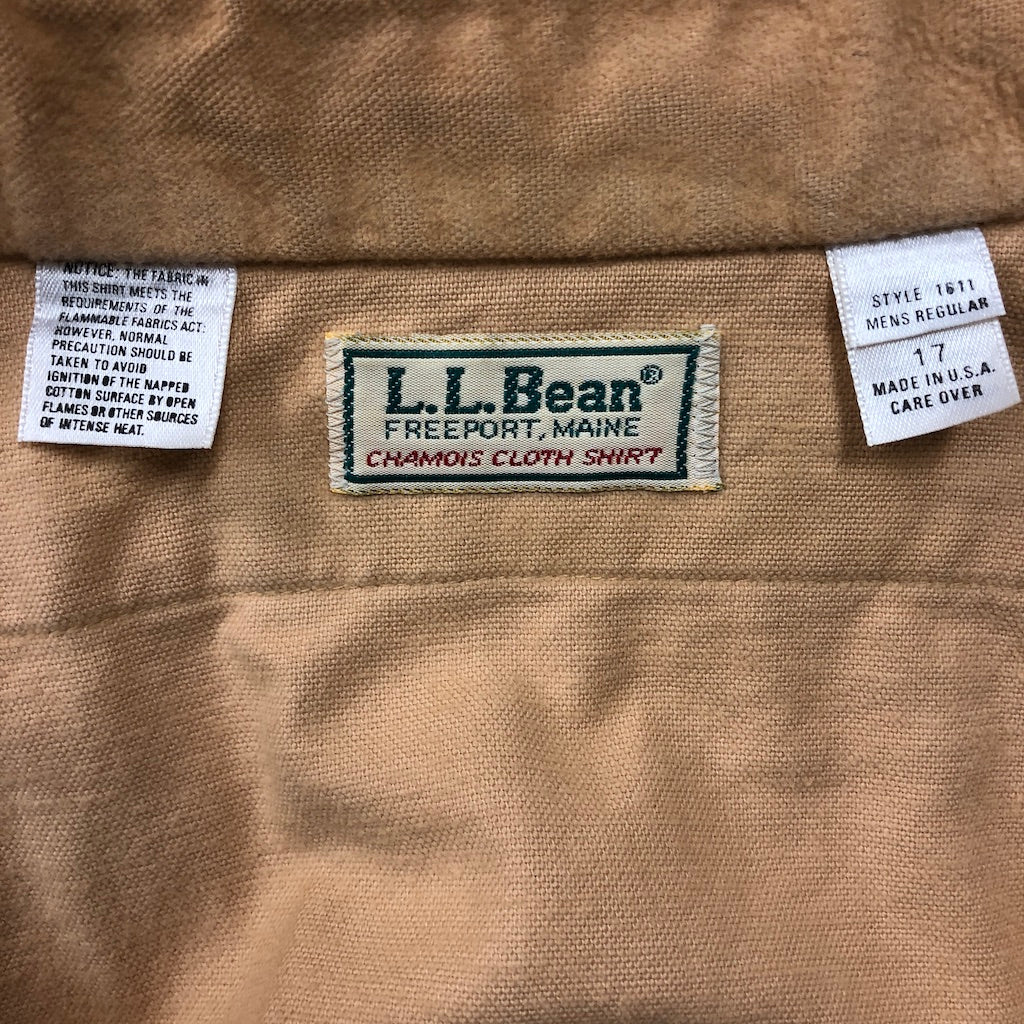 NOTICE: THE FABRIC IN
THIS SHIRT MEETS THE
REQUIREMENTS OF THE
FLAMMABLE FABRICS ACT:
HOWEVER, NORMAL
PRECAUTION SHOULD BE
TAKEN TO AVOID
IGNITION OF THE NAPPED
COTTON SURFACE BY OPEN
FLAMES OR OTHER SOURCES
OF INTENSE HEAT.
L.L.Bean®
FREEPORT, MAINE
CHAMOIS CLOTH SHIRT
STYLE 1611
MENS REGULAR
17
MADE IN U.S.A.
CARE OVER